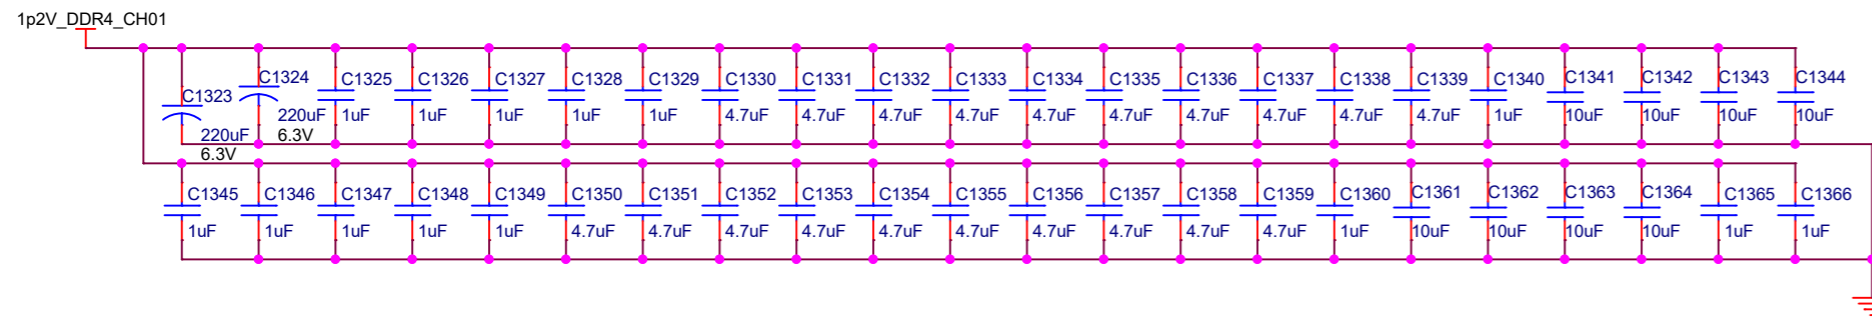 1p2V_DDR4_CH01
C1323
220uF
6.3V
C1324
220uF
6.3V
C1325
1uF
C1326
1uF
C1327
1uF
C1328
1uF
C1329
1uF
C1330
4.7uF
C1331
4.7uF
C1332
4.7uF
C1333
4.7uF
C1334
4.7uF
C1335
4.7uF
C1336
4.7uF
C1337
4.7uF
C1338
4.7uF
C1339
4.7uF
C1340
1uF
C1341
10uF
C1342
10uF
C1343
10uF
C1344
10uF
C1345
1uF
C1346
1uF
C1347
1uF
C1348
1uF
C1349
1uF
C1350
4.7uF
C1351
4.7uF
C1352
4.7uF
C1353
4.7uF
C1354
4.7uF
C1355
4.7uF
C1356
4.7uF
C1357
4.7uF
C1358
4.7uF
C1359
4.7uF
C1360
1uF
C1361
10uF
C1362
10uF
C1363
10uF
C1364
10uF
C1365
1uF
C1366
1uF